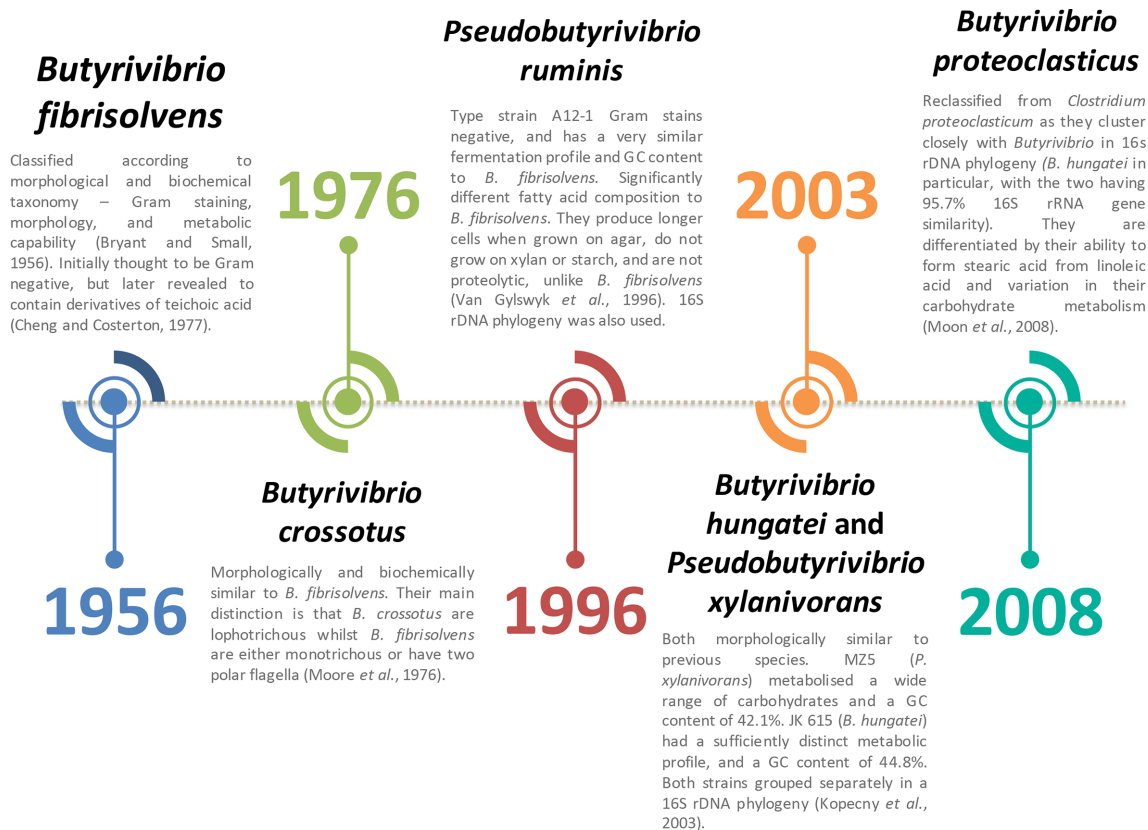 Butyrivibrio
fibrisolvens
Classified according to
morphological and biochemical
taxonomy – Gram staining,
morphology, and metabolic
capability (Bryant and Small,
1956). Initially thought to be Gram
negative, but later revealed to
contain derivatives of teichoic acid
(Cheng and Costerton, 1977).
1956
1976
Butyrivibrio
crossotus
Morphologically and biochemically
similar to B. fibrisolvens. Their main
distinction is that B. crossotus are
lophotrichous whilst B. fibrisolvens
are either monotrichous or have two
polar flagella (Moore et al., 1976).
Pseudobutyrivibrio
ruminis
Type strain A12-1 Gram stains
negative, and has a very similar
fermentation profile and GC content
to B. fibrisolvens. Significantly
different fatty acid composition to
B. fibrisolvens. They produce longer
cells when grown on agar, do not
grow on xylan or starch, and are not
proteolytic, unlike B. fibrisolvens
(Van Gylswyk et al., 1996). 16S
rDNA phylogeny was also used.
1996
2003
Butyrivibrio
hungatei and
Pseudobutyrivibrio
xylanivorans
Both morphologically similar to
previous species. MZ5 (P.
xylanivorans) metabolised a wide
range of carbohydrates and a GC
content of 42.1%. JK 615 (B. hungatei)
had a sufficiently distinct metabolic
profile, and a GC content of 44.8%.
Both strains grouped separately in a
16S rDNA phylogeny (Kopecny et al.,
2003).
Butyrivibrio
proteoclasticus
Reclassified from Clostridium
proteoclasticum as they cluster
closely with Butyrivibrio in 16s
rDNA phylogeny (B. hungatei in
particular, with the two having
95.7% 16S rRNA gene
similarity). They are
differentiated by their ability to
form stearic acid from linoleic
acid and variation in their
carbohydrate metabolism
(Moon et al., 2008).
2008